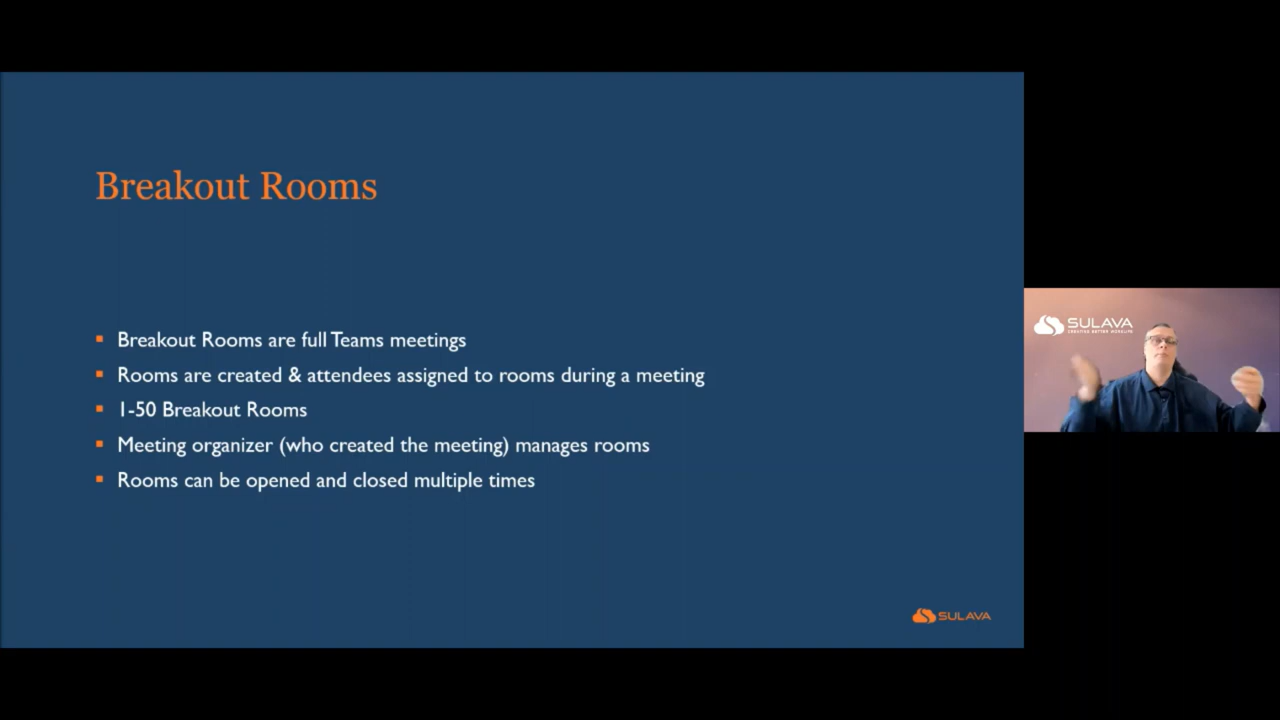 Breakout Rooms
Breakout Rooms are full Teams meetings
Rooms are created & attendees assigned to rooms during a meeting
1-50 Breakout Rooms
Meeting organizer (who created the meeting) manages rooms
Rooms can be opened and closed multiple times
SULAVA
SULAVA